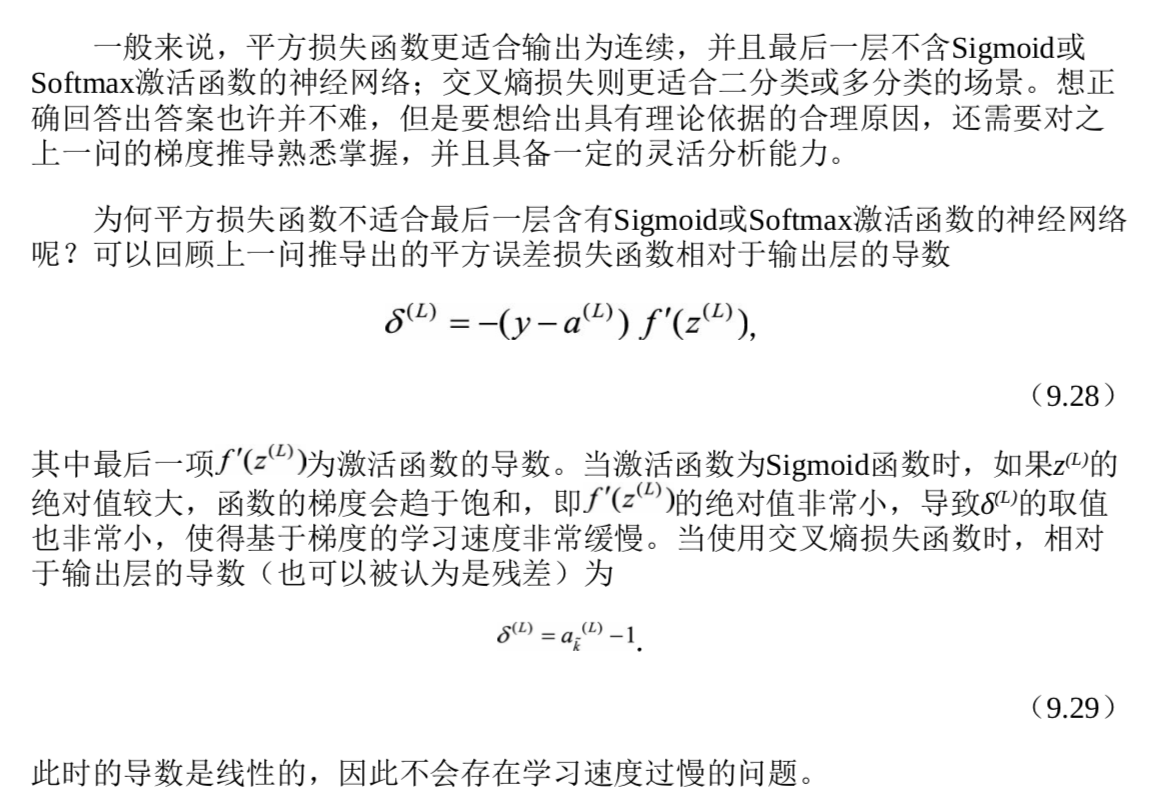 一般来说，平方损失函数更适合输出为连续，并且最后一层不含Sigmoid或
Softmax激活函数的神经网络；交叉熵损失则更适合二分类或多分类的场景。想正
确回答出答案也许并不难，但是要想给出具有理论依据的合理原因，还需要对之
上一问的梯度推导熟悉掌握，并且具备一定的灵活分析能力。
为何平方损失函数不适合最后一层含有Sigmoid或Softmax激活函数的神经网络
呢？可以回顾上一问推导出的平方误差损失函数相对于输出层的导数
δ^(L) = −(y − a^(L)) f′(z^(L)),
（9.28）
其中最后一项f′(z^(L))为激活函数的导数。当激活函数为Sigmoid函数时，如果z^(L)的
绝对值较大，函数的梯度会趋于饱和，即f′(z^(L))的绝对值非常小，导致δ^(L)的取值
也非常小，使得基于梯度的学习速度非常缓慢。当使用交叉熵损失函数时，相对
于输出层的导数（也可以被认为是残差）为
δ^(L) = a_k̃^(L) − 1.
（9.29）
此时的导数是线性的，因此不会存在学习速度过慢的问题。